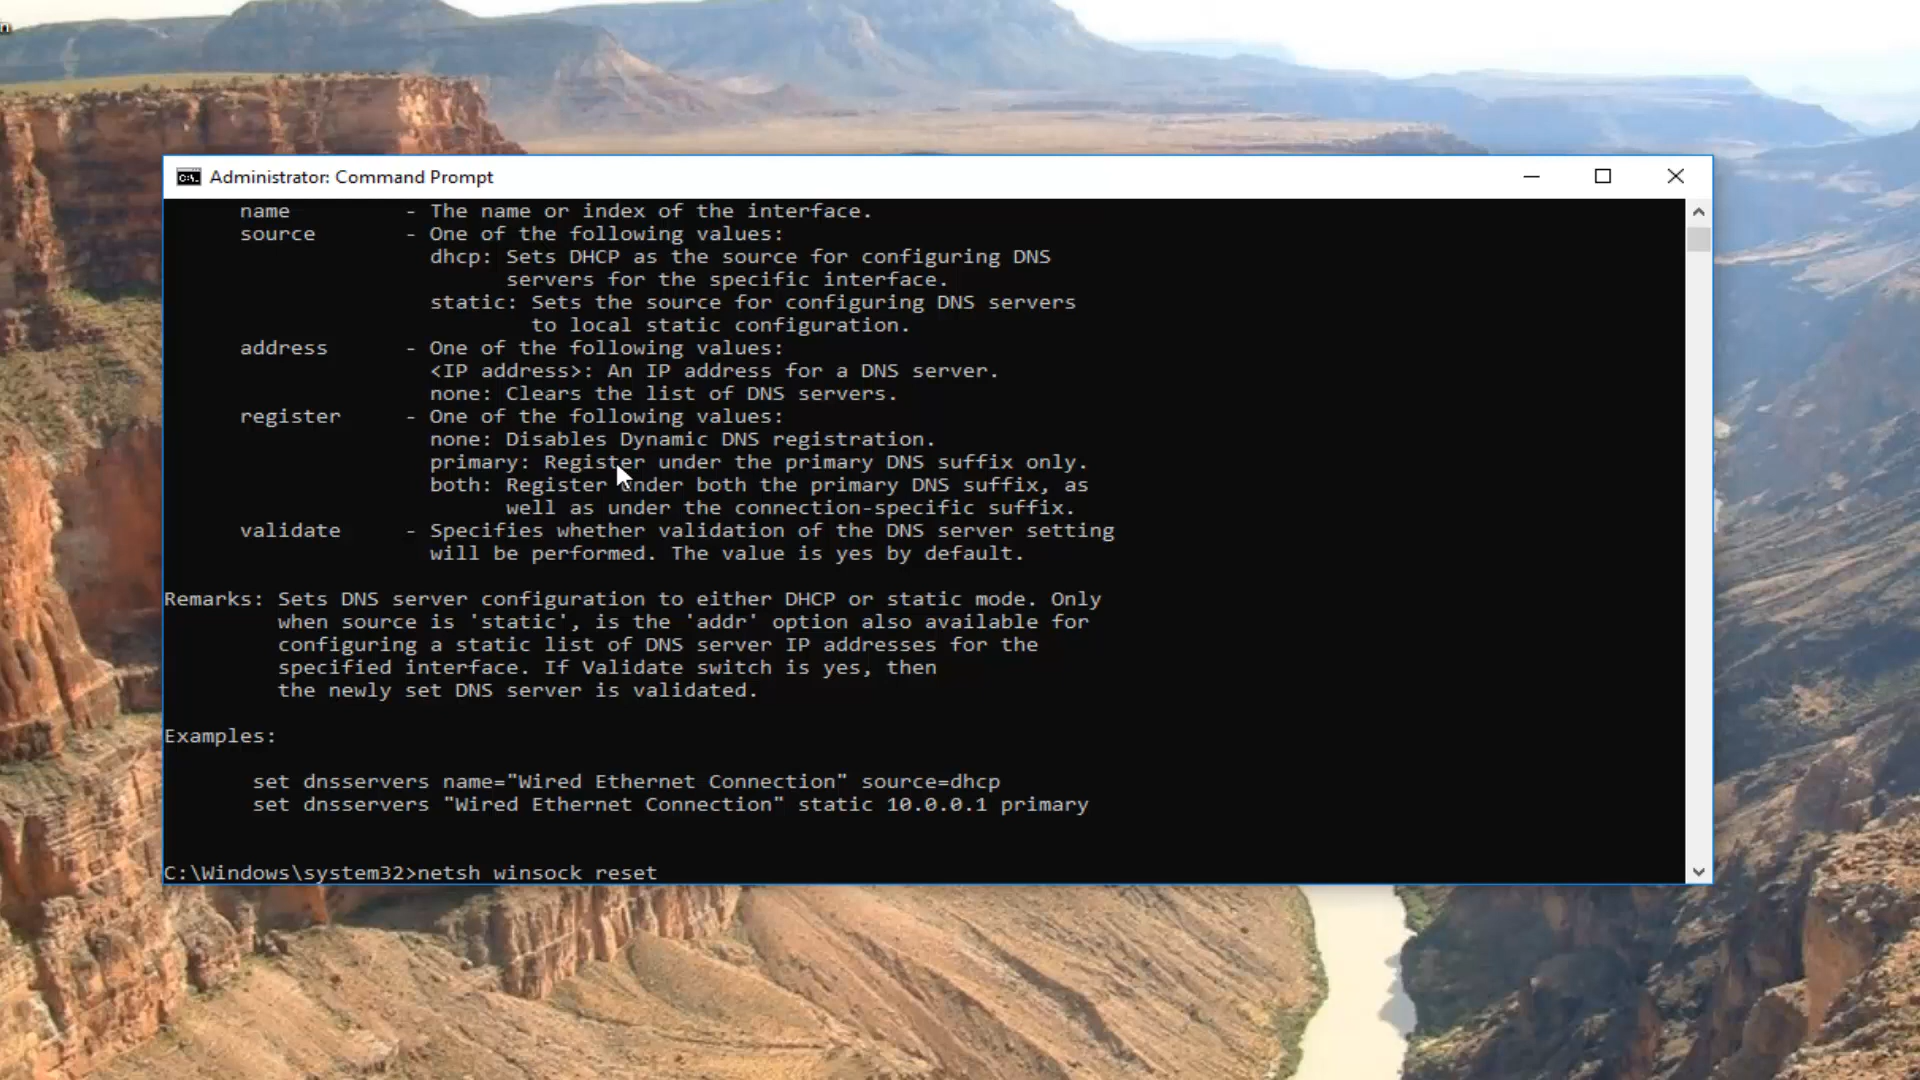 n
Administrator: Command Prompt
name - The name or index of the interface.
source - One of the following values:
dhcp: Sets DHCP as the source for configuring DNS
servers for the specific interface.
static: Sets the source for configuring DNS servers
to local static configuration.
address - One of the following values:
<IP address>: An IP address for a DNS server.
none: Clears the list of DNS servers.
register - One of the following values:
none: Disables Dynamic DNS registration.
primary: Register under the primary DNS suffix only.
both: Register under both the primary DNS suffix, as
well as under the connection-specific suffix.
validate - Specifies whether validation of the DNS server setting
will be performed. The value is yes by default.
Remarks: Sets DNS server configuration to either DHCP or static mode. Only
when source is 'static', is the 'addr' option also available for
configuring a static list of DNS server IP addresses for the
specified interface. If Validate switch is yes, then
the newly set DNS server is validated.
Examples:
set dnsservers name="Wired Ethernet Connection" source=dhcp
set dnsservers "Wired Ethernet Connection" static 10.0.0.1 primary
C:\Windows\system32>netsh winsock reset